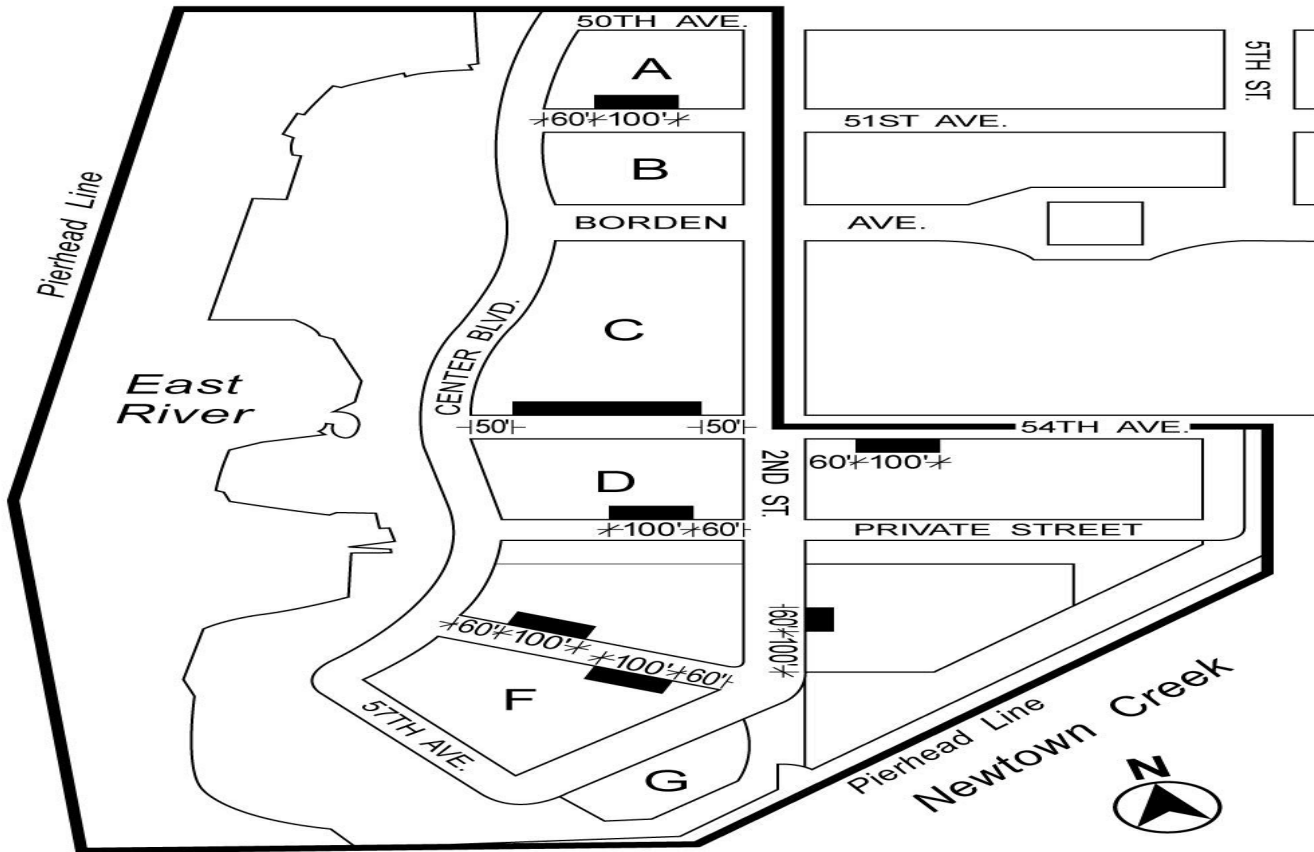 50TH AVE.
5TH ST.
A
60' 100'
51ST AVE.
B
Pierhead Line
BORDEN AVE.
CENTER BLVD.
C
East
River
50' 50'
54TH AVE.
2ND ST.
60' 100'
D
100' 60'
PRIVATE STREET
60' 100'
60' 100'
100' 60'
F
57TH AVE.
G
Pierhead Line
Newtown Creek
N